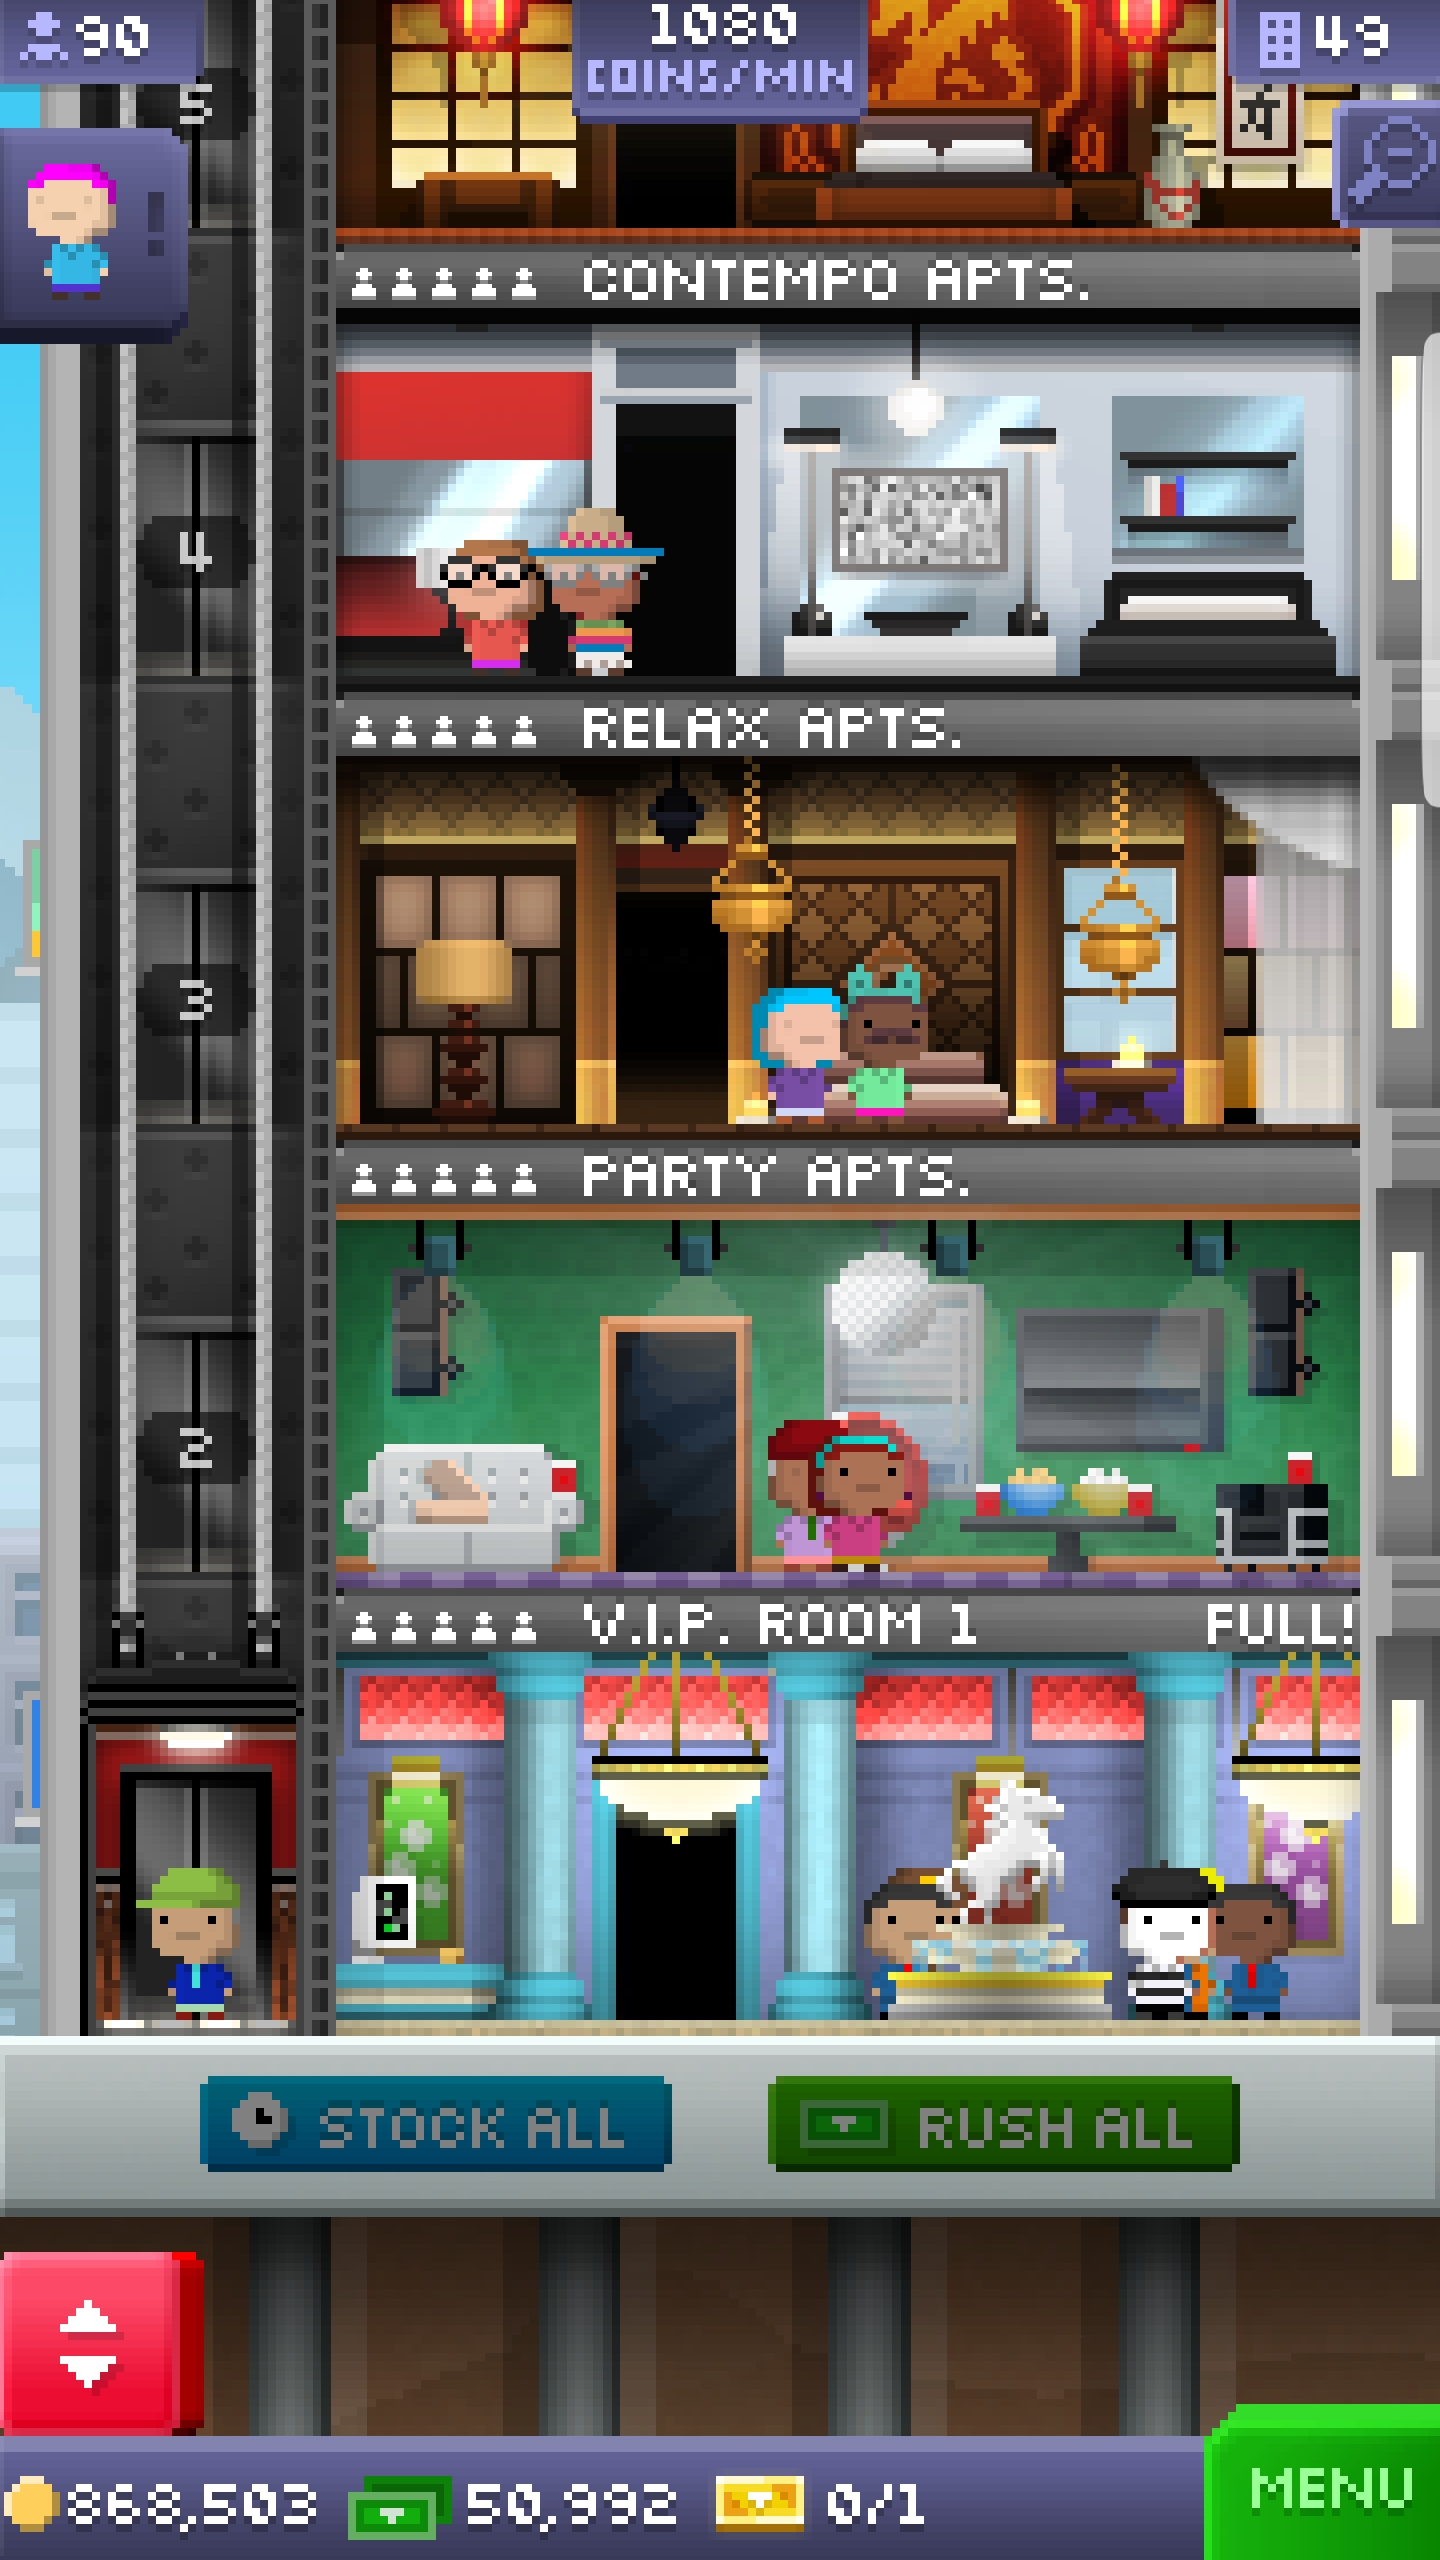 90
1080
COINS/MIN
49
5
!
CONTEMPO APTS.
4
RELAX APTS.
3
PARTY APTS.
2
V.I.P. ROOM 1 FULL!
STOCK ALL
RUSH ALL
868,503 50,992 0/1
MENU